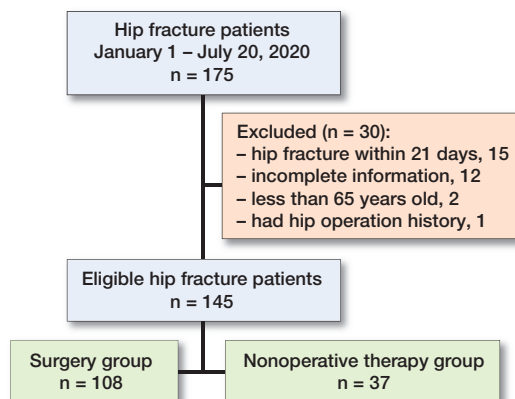 Hip fracture patients
January 1 – July 20, 2020
n = 175
Excluded (n = 30):
– hip fracture within 21 days, 15
– incomplete information, 12
– less than 65 years old, 2
– had hip operation history, 1
Eligible hip fracture patients
n = 145
Surgery group
n = 108
Nonoperative therapy group
n = 37